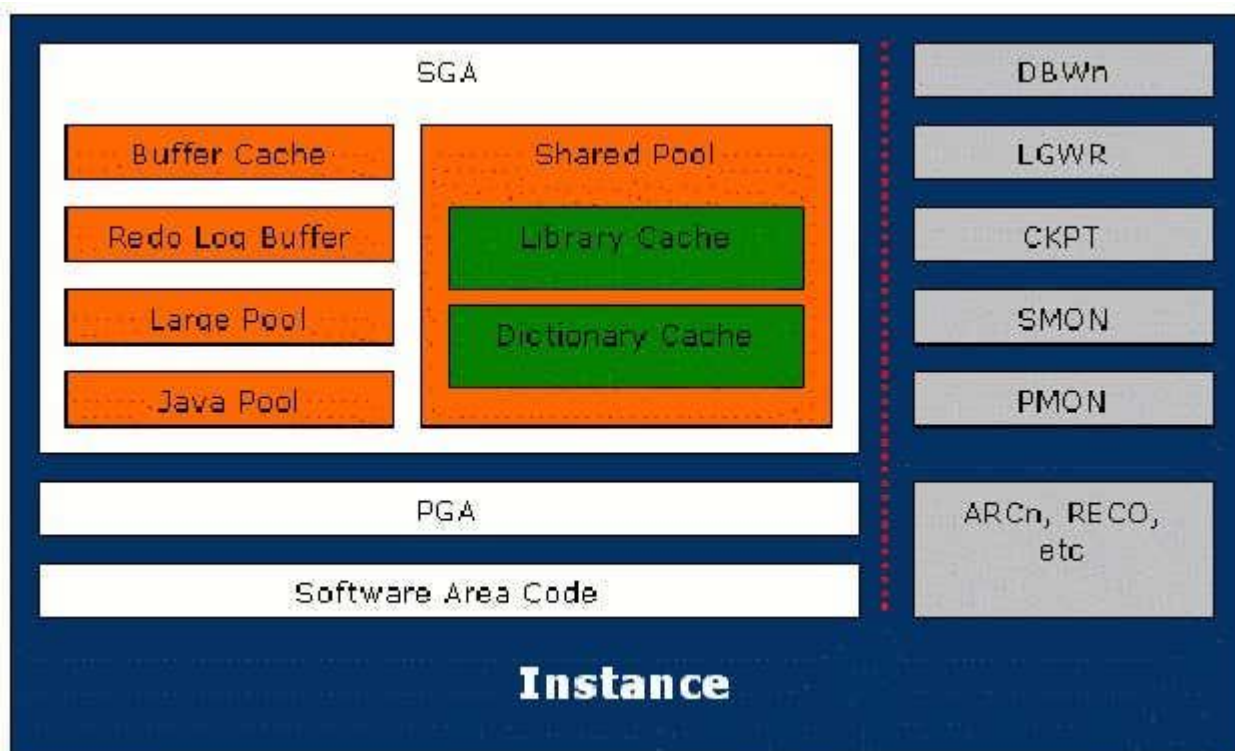 SGA
Buffer Cache
Redo Log Buffer
Large Pool
Java Pool
Shared Pool
Library Cache
Dictionary Cache
PGA
Software Area Code
DBWn
LGWR
CKPT
SMON
PMON
ARCn, RECO,
etc
Instance